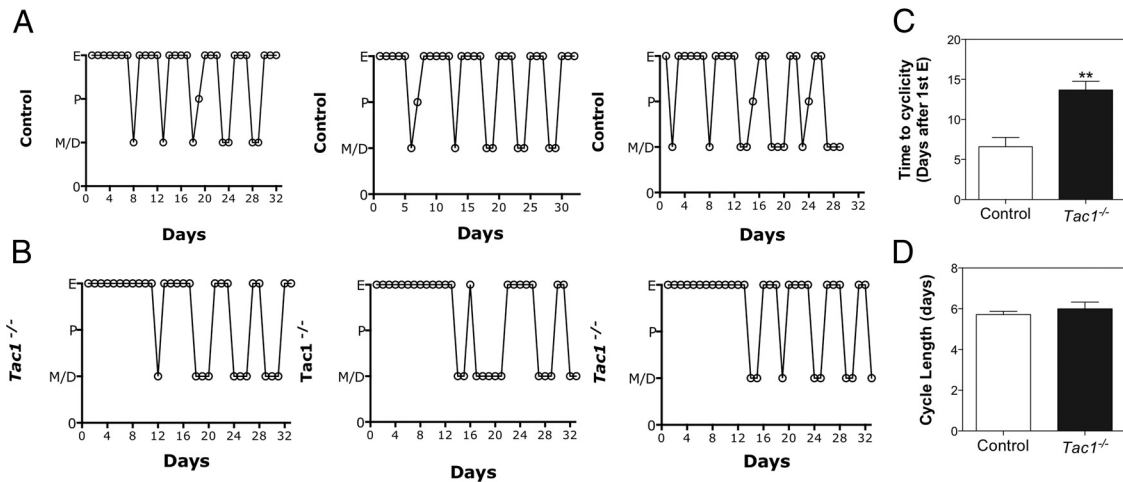 A
Control
E
P
M/D
0
0 4 8 12 16 20 24 28 32
Days
Control
E
P
M/D
0
0 5 10 15 20 25 30
Days
Control
E
P
M/D
0
0 4 8 12 16 20 24 28 32
Days
B
Tac1 -/-
E
P
M/D
0
0 4 8 12 16 20 24 28 32
Days
Tac1 -/-
E
P
M/D
0
0 4 8 12 16 20 24 28 32
Days
Tac1 -/-
E
P
M/D
0
0 4 8 12 16 20 24 28 32
Days
C
Time to cyclicity
(Days after 1st E)
20
15
10
5
0
**
Control Tac1-/-
D
Cycle Length (days)
8
6
4
2
0
Control Tac1-/-